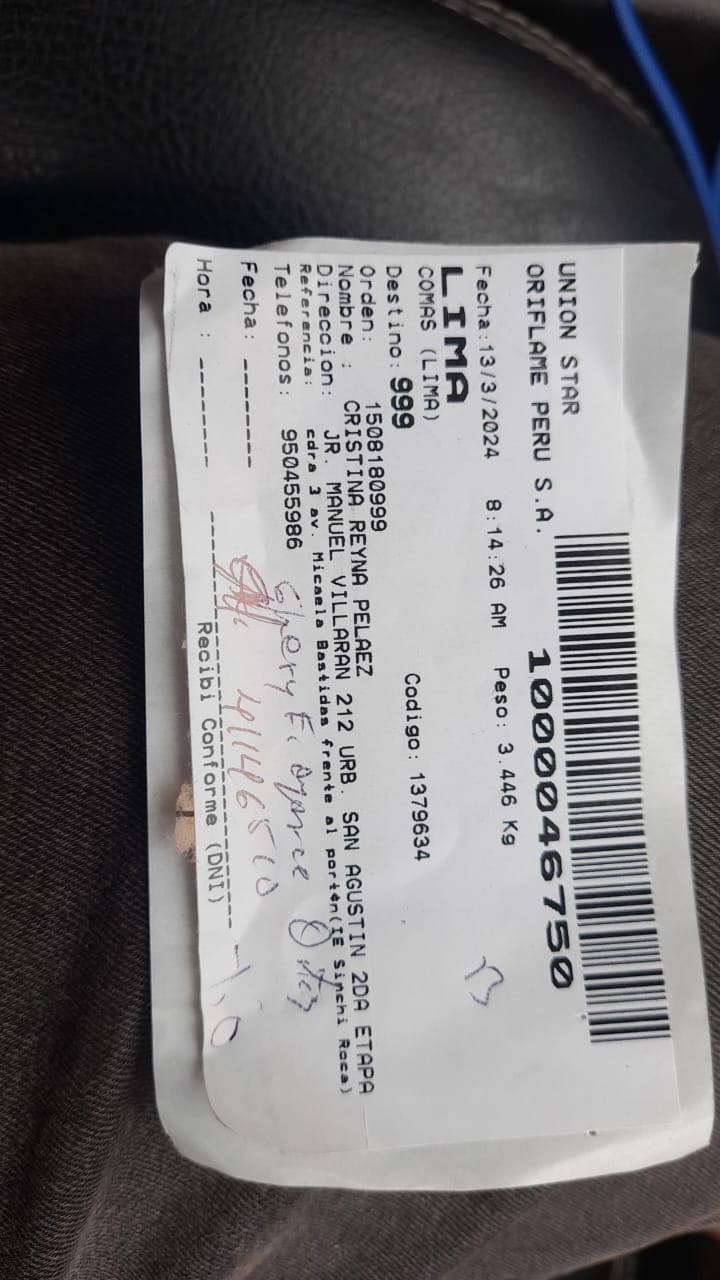 UNION STAR
ORIFLAME PERU S.A.
1000046750
Fecha:13/3/2024 8:14:26 AM Peso: 3.446 Kg
LIMA
COMAS (LIMA)
Codigo: 1379634
Destino: 999
Orden: 1508180999
Nombre : CRISTINA REYNA PELAEZ
Direccion: JR. MANUEL VILLARAN 212 URB. SAN AGUSTIN 2DA ETAPA
Referencia: cdra 3 av. Micaela Bastidas frente al portón(IE Sinchi Roca)
Telefonos: 950455986
Fecha: --------
41146510
Hora : --------
Recibi Conforme (DNI)